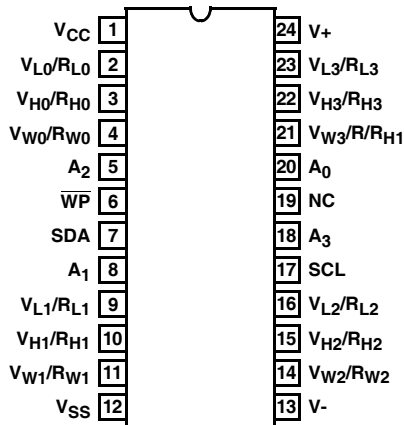 VCC 1 24 V+
VL0/RL0 2 23 VL3/RL3
VH0/RH0 3 22 VH3/RH3
VW0/RW0 4 21 VW3/R/RH1
A2 5 20 A0
WP 6 19 NC
SDA 7 18 A3
A1 8 17 SCL
VL1/RL1 9 16 VL2/RL2
VH1/RH1 10 15 VH2/RH2
VW1/RW1 11 14 VW2/RW2
VSS 12 13 V-